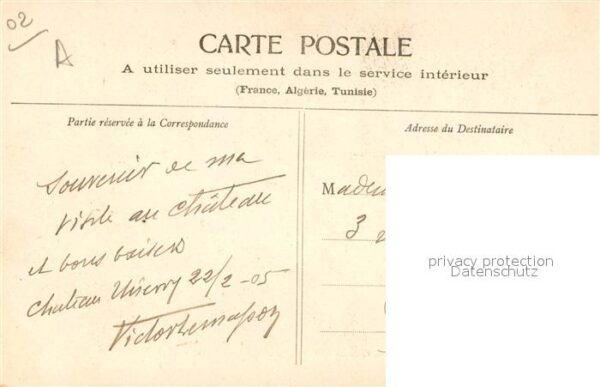 02
A
CARTE POSTALE
A utiliser seulement dans le service intérieur
(France, Algérie, Tunisie)
Partie réservée à la Correspondance
Adresse du Destinataire
Souvenir de ma
visite au château
et bons baisers
Chateau Thierry 22/2-05
M
3
privacy protection
Datenschutz